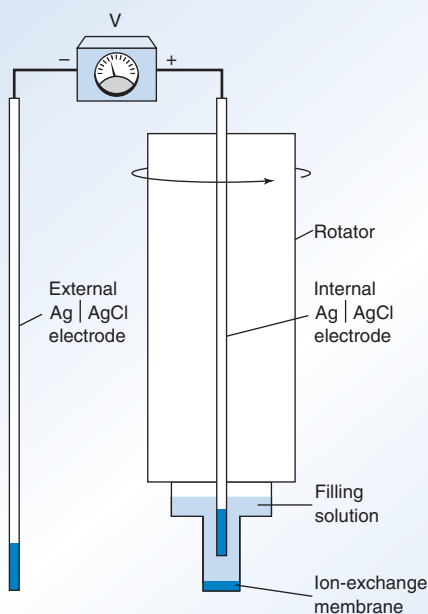 V
– +
Rotator
External
Ag | AgCl
electrode
Internal
Ag | AgCl
electrode
Filling
solution
Ion-exchange
membrane